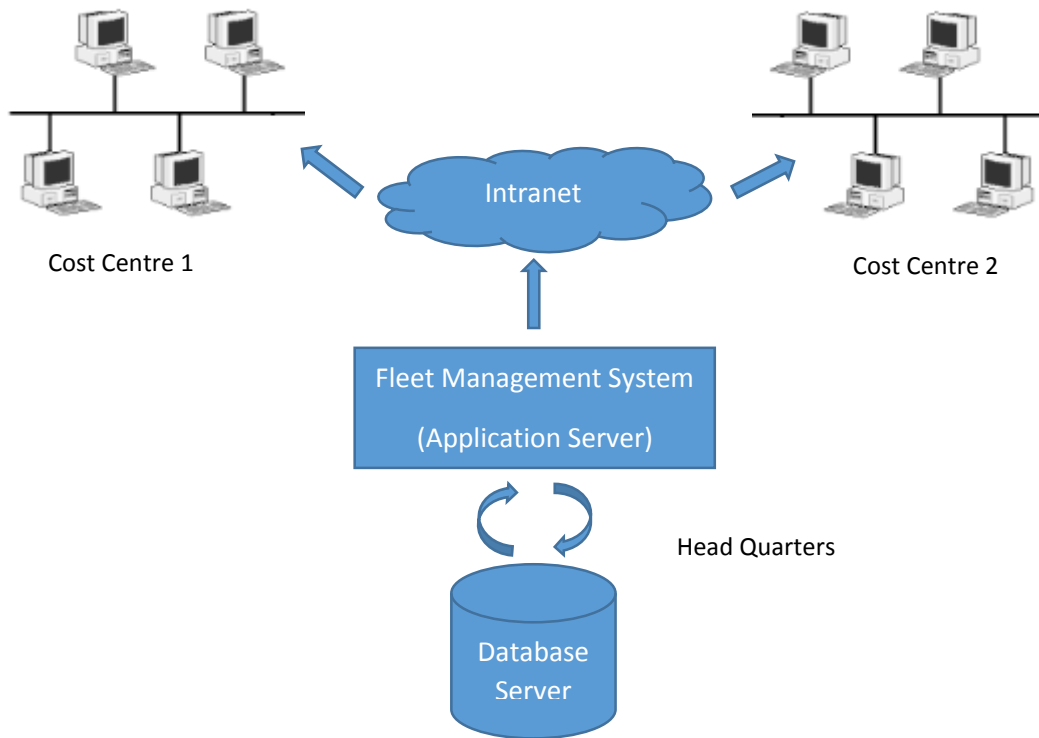 Intranet
Cost Centre 1
Cost Centre 2
Fleet Management System
(Application Server)
Head Quarters
Database
Server